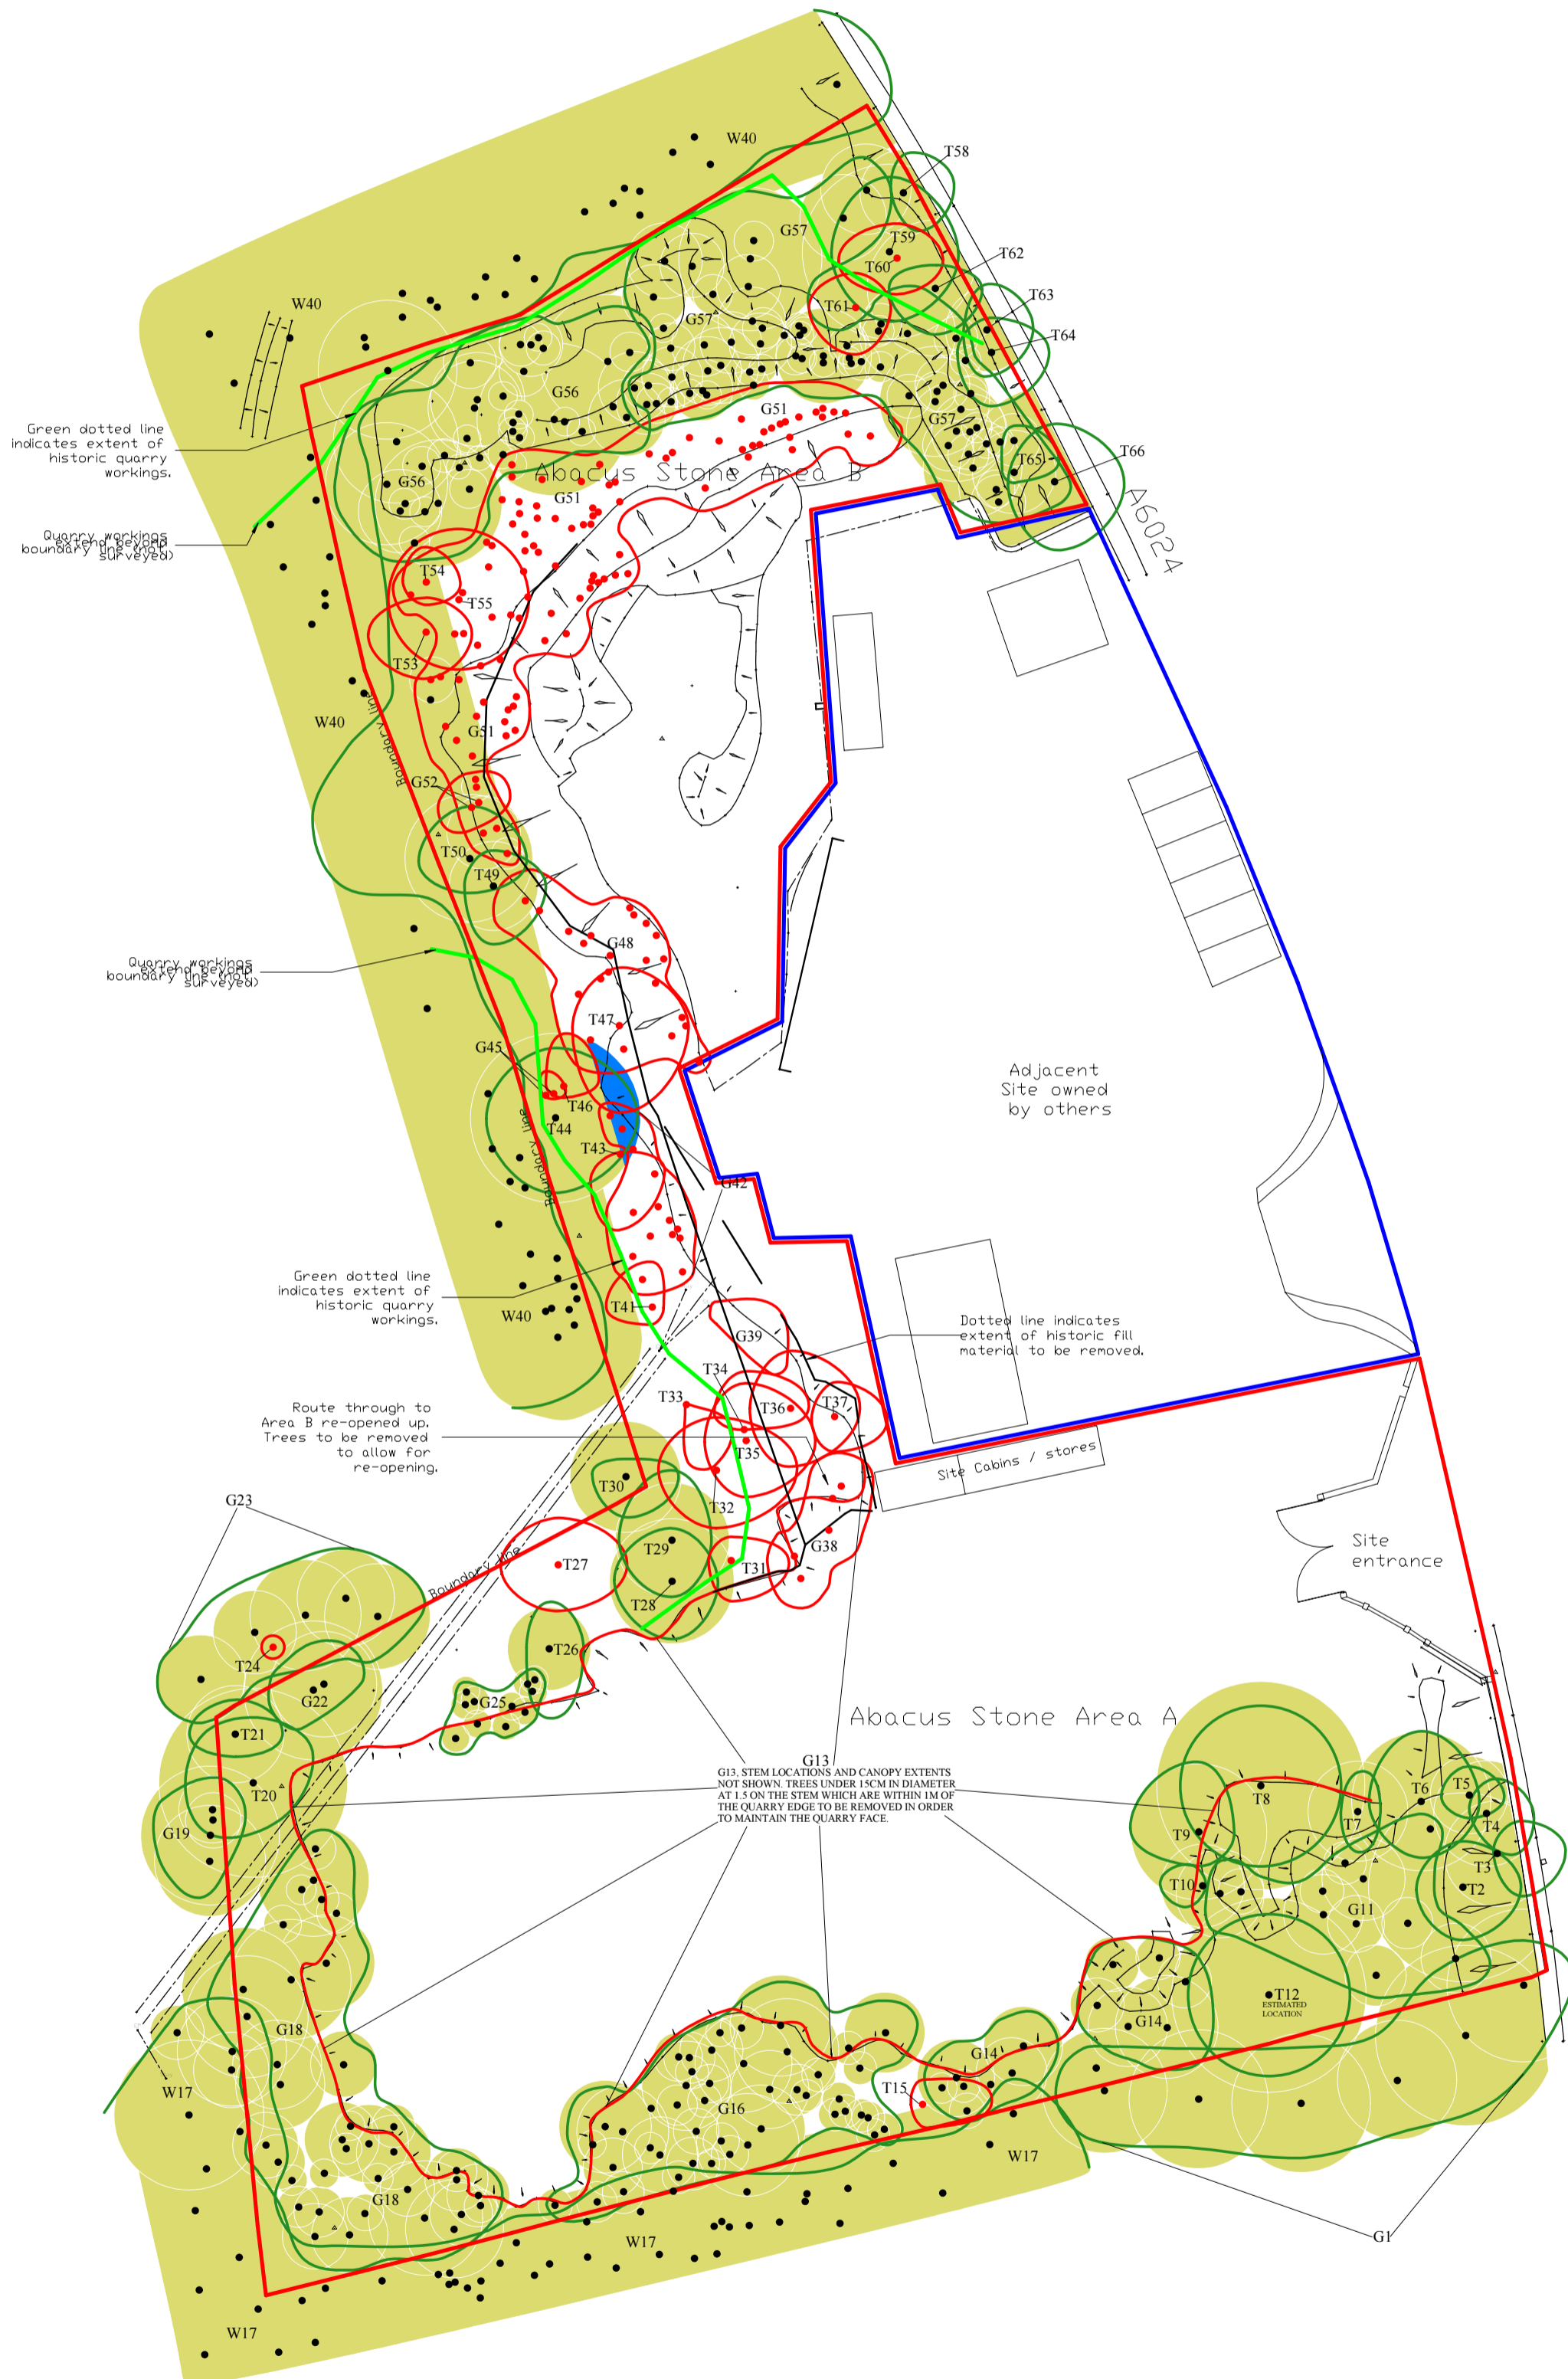 W40
T58
G57
T59
T60
T62
W40
T63
T61
G57
T64
G56
G51
G57
Green dotted line
indicates extent of
historic quarry
workings.
T65
T66
Abacus Stone Area B
G56
G51
A6024
Quarry workings
extend beyond
boundary line (not
surveyed)
T54
T55
T53
W40
Boundary line
G51
G52
T50
T49
G48
Quarry workings
extend beyond
boundary line (not
surveyed)
T47
G45
Adjacent
Site owned
by others
T46
T44
T43
Boundary line
G42
Green dotted line
indicates extent of
historic quarry
workings.
T41
W40
G39
Dotted line indicates
extent of historic fill
material to be removed.
T34
T33
T36
T37
Route through to
Area B re-opened up.
Trees to be removed
to allow for
re-opening.
T35
Site Cabins / stores
T30
T32
G23
Site
entrance
T29
G38
Boundary line
T27
T31
T28
T26
T24
G22
G25
Abacus Stone Area A
T21
G13
G13, STEM LOCATIONS AND CANOPY EXTENTS
NOT SHOWN. TREES UNDER 15CM IN DIAMETER
AT 1.5 ON THE STEM WHICH ARE WITHIN 1M OF
THE QUARRY EDGE TO BE REMOVED IN ORDER
TO MAINTAIN THE QUARRY FACE.
T20
T8
T6
T5
T7
T4
G19
T9
T3
T10
T2
G11
T12
ESTIMATED
LOCATION
G18
G14
G14
W17
T15
G16
W17
G18
G1
W17
W17